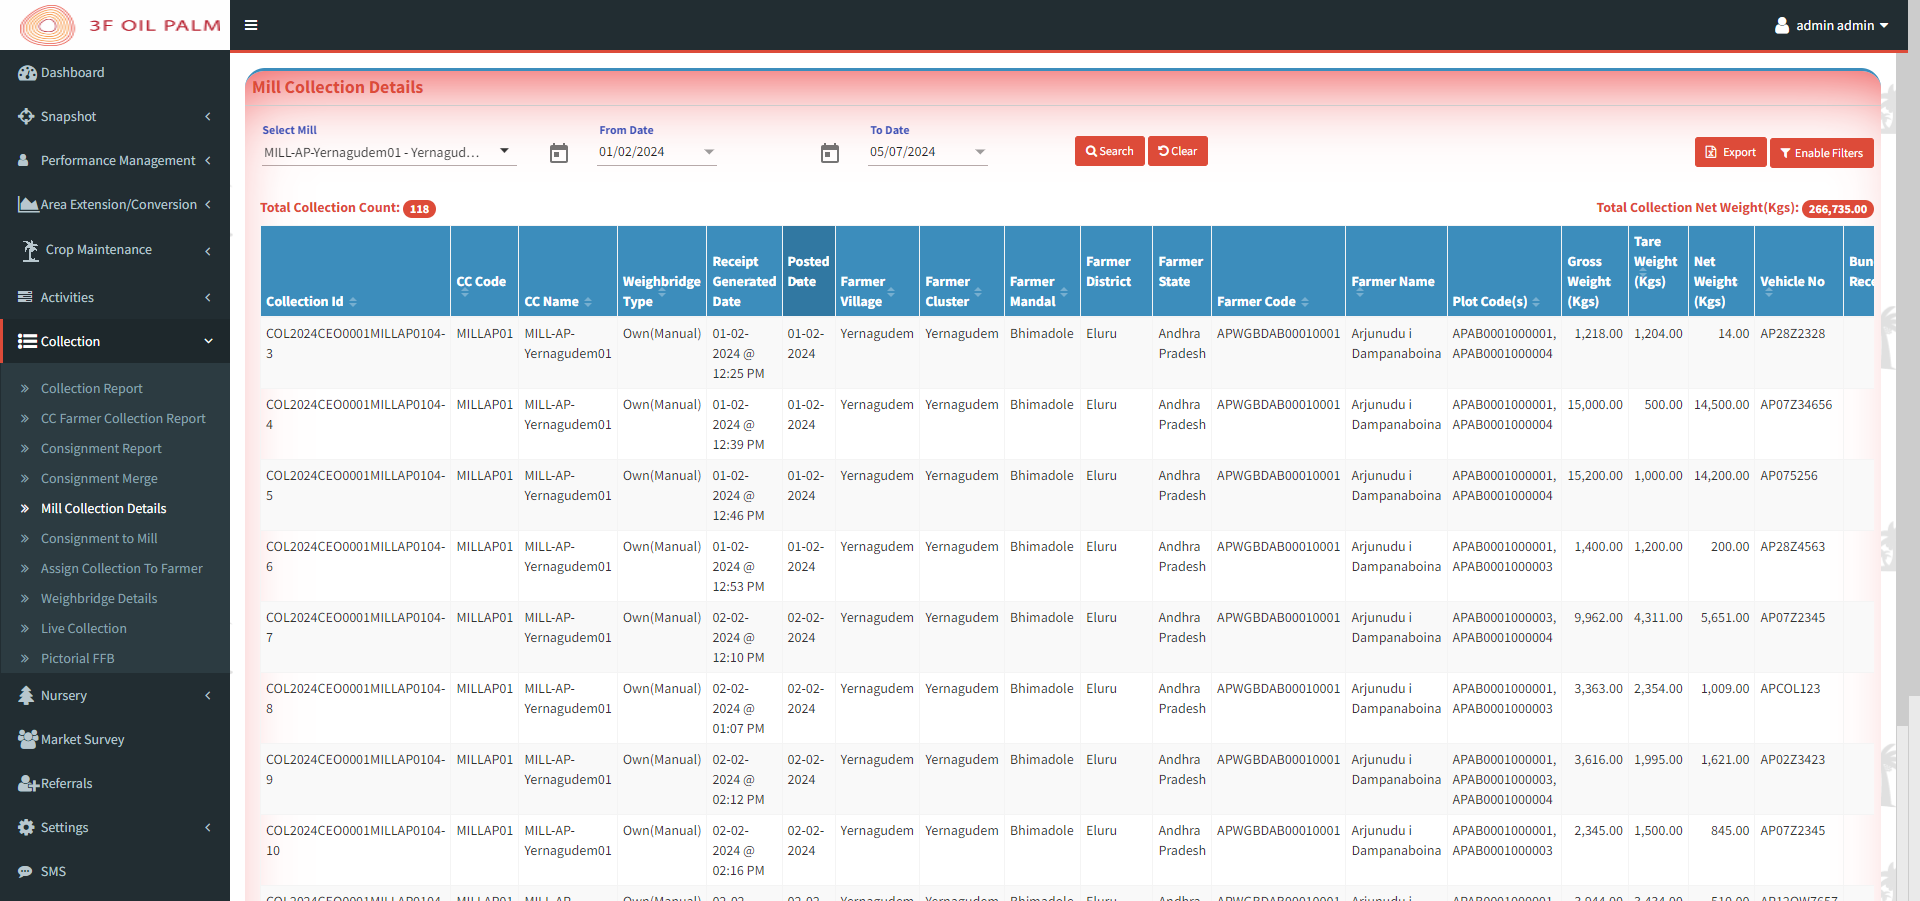 3F OIL PALM
admin admin
Dashboard
Snapshot
Performance Management
Area Extension/Conversion
Crop Maintenance
Activities
Collection
Collection Report
CC Farmer Collection Report
Consignment Report
Consignment Merge
Mill Collection Details
Consignment to Mill
Assign Collection To Farmer
Weighbridge Details
Live Collection
Pictorial FFB
Nursery
Market Survey
Referrals
Settings
SMS
Mill Collection Details
Select Mill
From Date
To Date
MILL-AP-Yernagudem01 - Yernagud...
01/02/2024
05/07/2024
Search
Clear
Export
Enable Filters
Total Collection Count: 118
Total Collection Net Weight(Kgs): 266,735.00
Collection Id CC Code CC Name Weighbridge Type Receipt Generated Date Posted Date Farmer Village Farmer Cluster Farmer Mandal Farmer District Farmer State Farmer Code Farmer Name Plot Code(s) Gross Weight (Kgs) Tare Weight (Kgs) Net Weight (Kgs) Vehicle No Bun Reco
COL2024CEO0001MILLAP0104-3 MILLAP01 MILL-AP-Yernagudem01 Own(Manual) 01-02-2024 @ 12:25 PM 01-02-2024 Yernagudem Yernagudem Bhimadole Eluru Andhra Pradesh APWGBDAB00010001 Arjunudu i Dampanaboina APAB0001000001, APAB0001000004 1,218.00 1,204.00 14.00 AP28Z2328
COL2024CEO0001MILLAP0104-4 MILLAP01 MILL-AP-Yernagudem01 Own(Manual) 01-02-2024 @ 12:39 PM 01-02-2024 Yernagudem Yernagudem Bhimadole Eluru Andhra Pradesh APWGBDAB00010001 Arjunudu i Dampanaboina APAB0001000001, APAB0001000004 15,000.00 500.00 14,500.00 AP07Z34656
COL2024CEO0001MILLAP0104-5 MILLAP01 MILL-AP-Yernagudem01 Own(Manual) 01-02-2024 @ 12:46 PM 01-02-2024 Yernagudem Yernagudem Bhimadole Eluru Andhra Pradesh APWGBDAB00010001 Arjunudu i Dampanaboina APAB0001000001, APAB0001000004 15,200.00 1,000.00 14,200.00 AP075256
COL2024CEO0001MILLAP0104-6 MILLAP01 MILL-AP-Yernagudem01 Own(Manual) 01-02-2024 @ 12:53 PM 01-02-2024 Yernagudem Yernagudem Bhimadole Eluru Andhra Pradesh APWGBDAB00010001 Arjunudu i Dampanaboina APAB0001000001, APAB0001000003 1,400.00 1,200.00 200.00 AP28Z4563
COL2024CEO0001MILLAP0104-7 MILLAP01 MILL-AP-Yernagudem01 Own(Manual) 02-02-2024 @ 12:10 PM 02-02-2024 Yernagudem Yernagudem Bhimadole Eluru Andhra Pradesh APWGBDAB00010001 Arjunudu i Dampanaboina APAB0001000003, APAB0001000004 9,962.00 4,311.00 5,651.00 AP07Z2345
COL2024CEO0001MILLAP0104-8 MILLAP01 MILL-AP-Yernagudem01 Own(Manual) 02-02-2024 @ 01:07 PM 02-02-2024 Yernagudem Yernagudem Bhimadole Eluru Andhra Pradesh APWGBDAB00010001 Arjunudu i Dampanaboina APAB0001000001, APAB0001000003 3,363.00 2,354.00 1,009.00 APCOL123
COL2024CEO0001MILLAP0104-9 MILLAP01 MILL-AP-Yernagudem01 Own(Manual) 02-02-2024 @ 02:12 PM 02-02-2024 Yernagudem Yernagudem Bhimadole Eluru Andhra Pradesh APWGBDAB00010001 Arjunudu i Dampanaboina APAB0001000001, APAB0001000003, APAB0001000004 3,616.00 1,995.00 1,621.00 AP02Z3423
COL2024CEO0001MILLAP0104-10 MILLAP01 MILL-AP-Yernagudem01 Own(Manual) 02-02-2024 @ 02:16 PM 02-02-2024 Yernagudem Yernagudem Bhimadole Eluru Andhra Pradesh APWGBDAB00010001 Arjunudu i Dampanaboina APAB0001000001, APAB0001000003 2,345.00 1,500.00 845.00 AP07Z2345